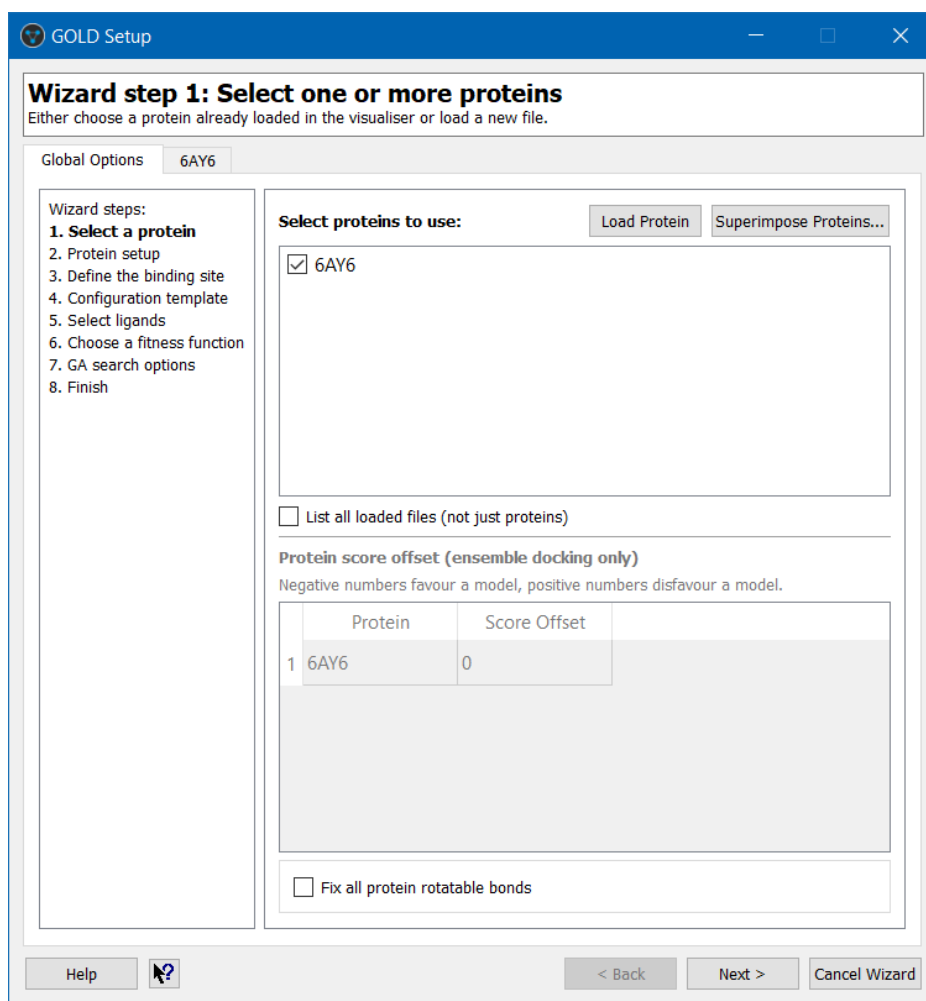 GOLD Setup
Wizard step 1: Select one or more proteins
Either choose a protein already loaded in the visualiser or load a new file.
Global Options 6AY6
Wizard steps:
1. Select a protein
2. Protein setup
3. Define the binding site
4. Configuration template
5. Select ligands
6. Choose a fitness function
7. GA search options
8. Finish
Select proteins to use: Load Protein Superimpose Proteins...
6AY6
List all loaded files (not just proteins)
Protein score offset (ensemble docking only)
Negative numbers favour a model, positive numbers disfavour a model.
Protein Score Offset
1 6AY6 0
Fix all protein rotatable bonds
Help ? < Back Next > Cancel Wizard